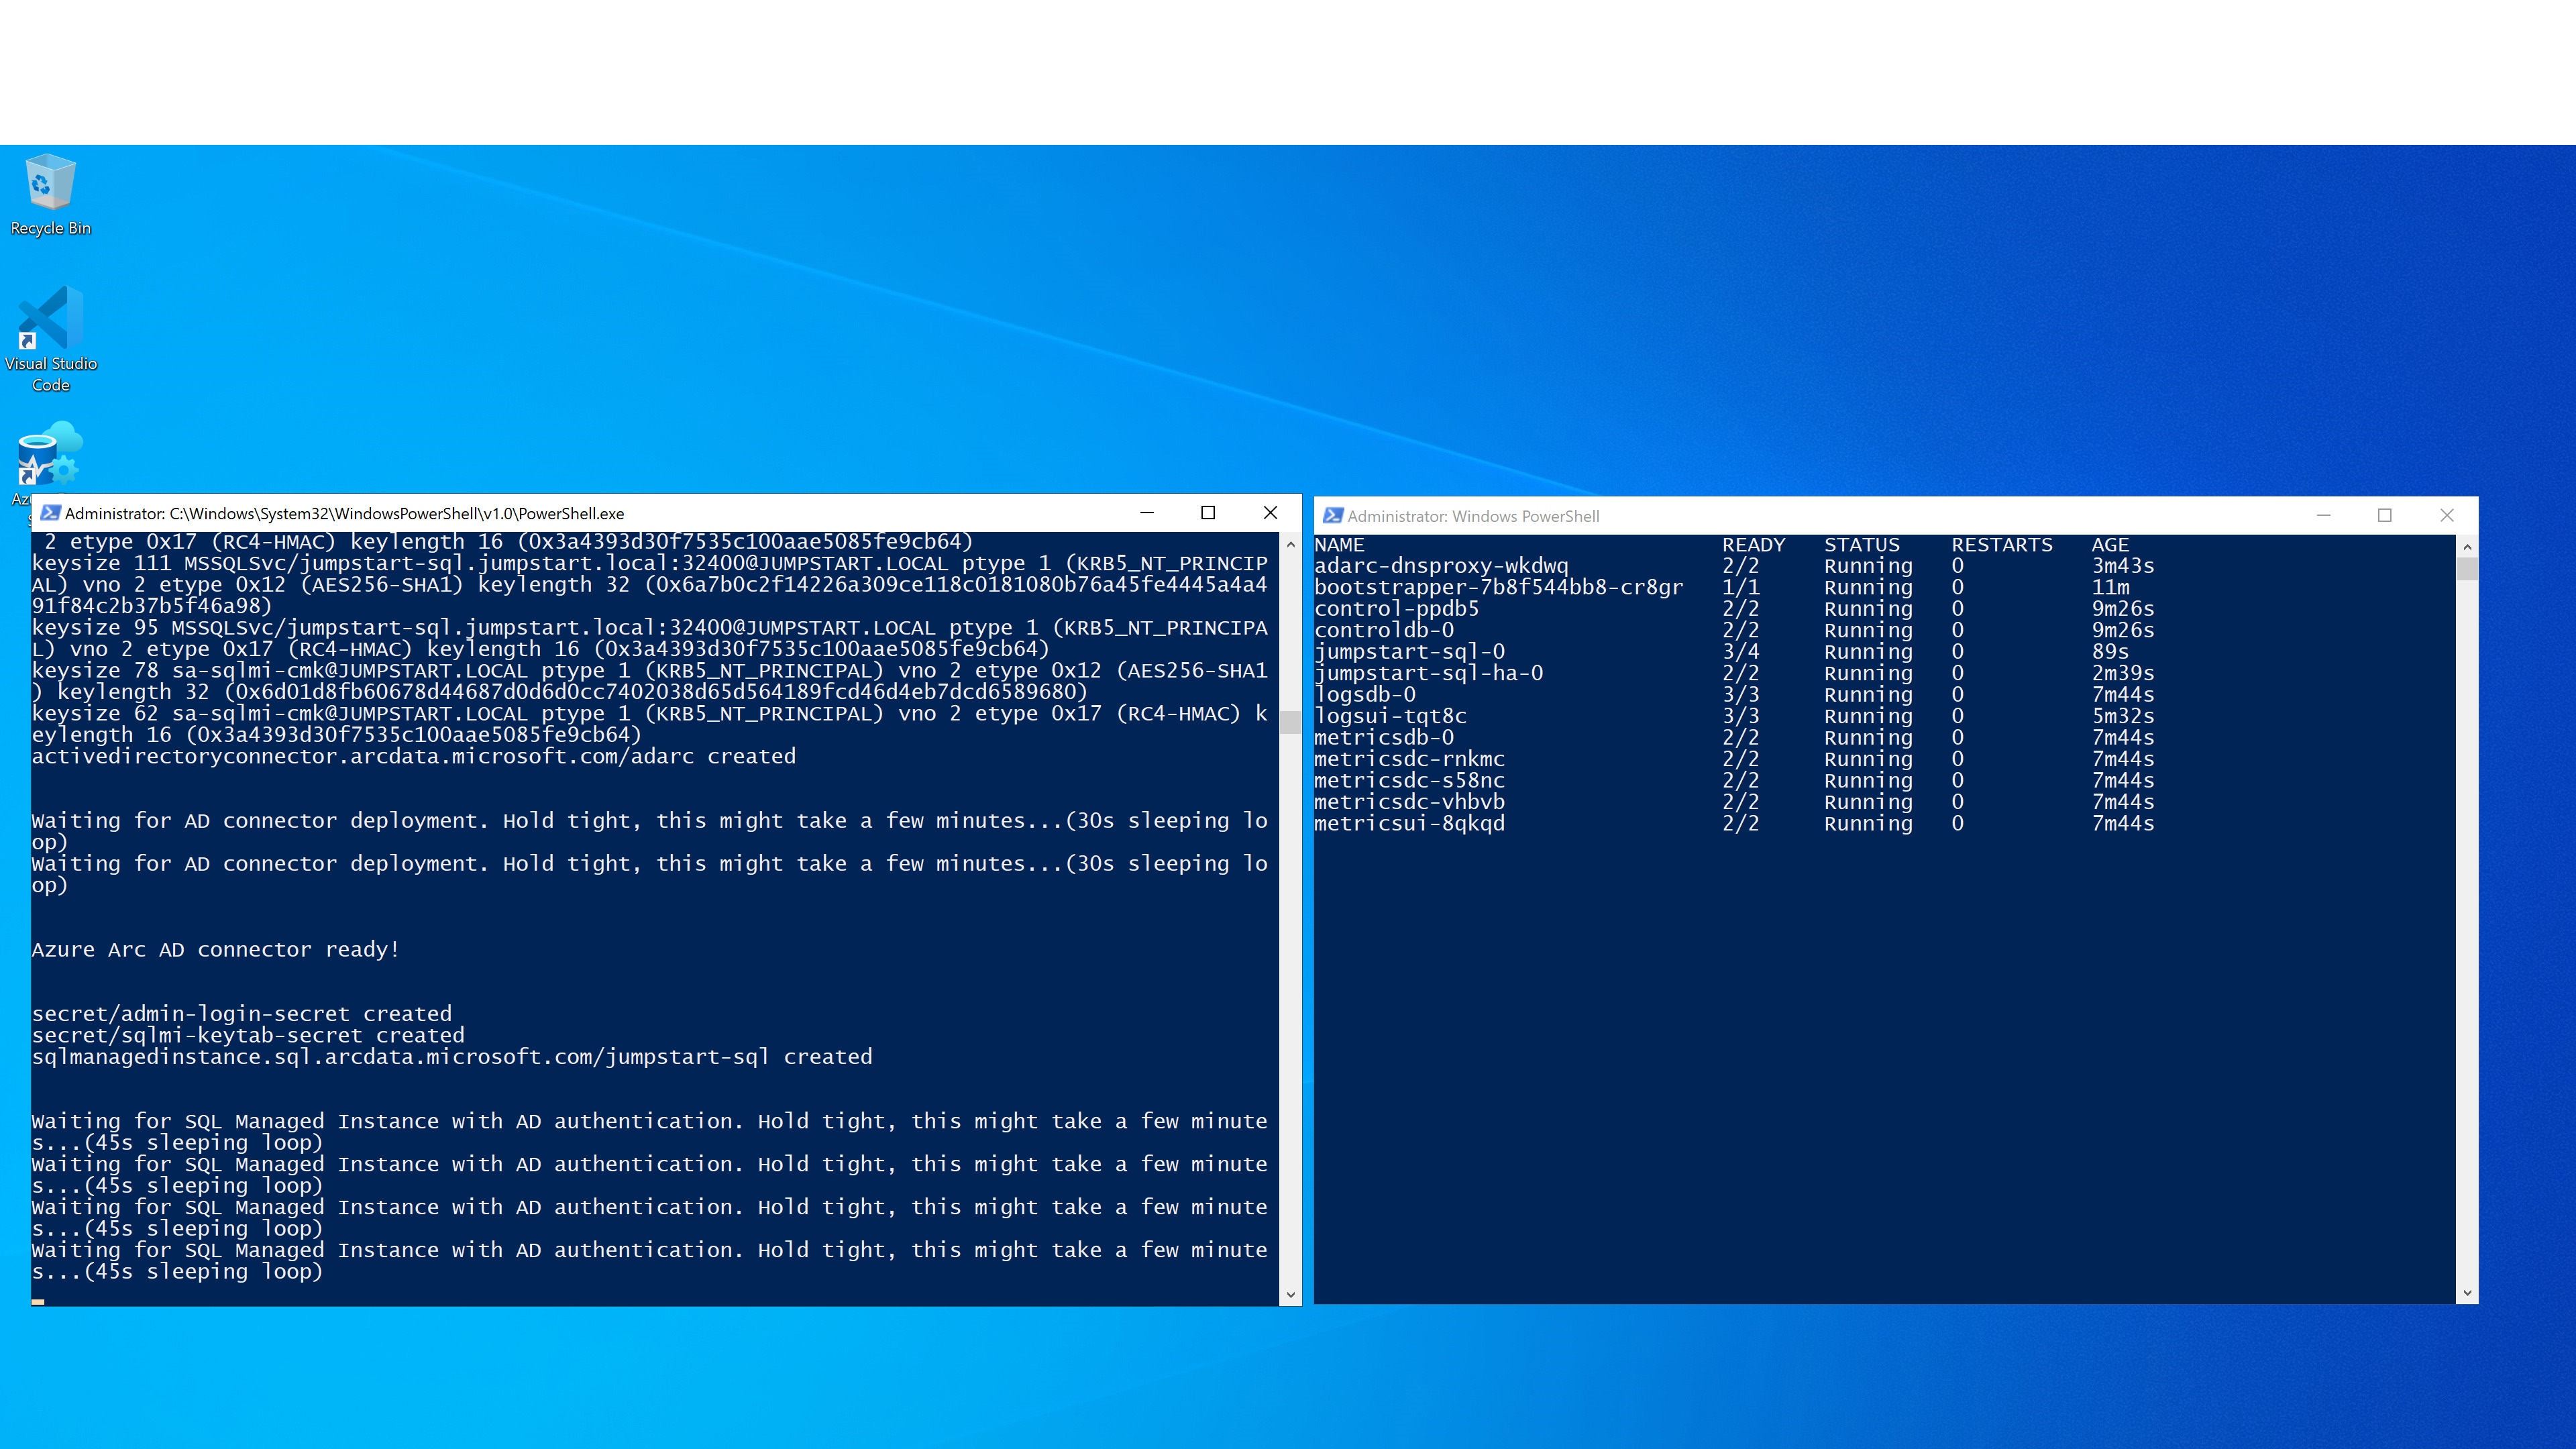 Recycle Bin
Visual Studio
Code
Administrator: C:\Windows\System32\WindowsPowerShell\v1.0\PowerShell.exe
 2 etype 0x17 (RC4-HMAC) keylength 16 (0x3a4393d30f7535c100aae5085fe9cb64)
keysize 111 MSSQLSvc/jumpstart-sql.jumpstart.local:32400@JUMPSTART.LOCAL ptype 1 (KRB5_NT_PRINCIP
AL) vno 2 etype 0x12 (AES256-SHA1) keylength 32 (0x6a7b0c2f14226a309ce118c0181080b76a45fe4445a4a4
91f84c2b37b5f46a98)
keysize 95 MSSQLSvc/jumpstart-sql.jumpstart.local:32400@JUMPSTART.LOCAL ptype 1 (KRB5_NT_PRINCIPA
L) vno 2 etype 0x17 (RC4-HMAC) keylength 16 (0x3a4393d30f7535c100aae5085fe9cb64)
keysize 78 sa-sqlmi-cmk@JUMPSTART.LOCAL ptype 1 (KRB5_NT_PRINCIPAL) vno 2 etype 0x12 (AES256-SHA1
) keylength 32 (0x6d01d8fb60678d44687d0d6d0cc7402038d65d564189fcd46d4eb7dcd6589680)
keysize 62 sa-sqlmi-cmk@JUMPSTART.LOCAL ptype 1 (KRB5_NT_PRINCIPAL) vno 2 etype 0x17 (RC4-HMAC) k
eylength 16 (0x3a4393d30f7535c100aae5085fe9cb64)
activedirectoryconnector.arcdata.microsoft.com/adarc created
Waiting for AD connector deployment. Hold tight, this might take a few minutes...(30s sleeping lo
op)
Waiting for AD connector deployment. Hold tight, this might take a few minutes...(30s sleeping lo
op)
Azure Arc AD connector ready!
secret/admin-login-secret created
secret/sqlmi-keytab-secret created
sqlmanagedinstance.sql.arcdata.microsoft.com/jumpstart-sql created
Waiting for SQL Managed Instance with AD authentication. Hold tight, this might take a few minute
s...(45s sleeping loop)
Waiting for SQL Managed Instance with AD authentication. Hold tight, this might take a few minute
s...(45s sleeping loop)
Waiting for SQL Managed Instance with AD authentication. Hold tight, this might take a few minute
s...(45s sleeping loop)
Waiting for SQL Managed Instance with AD authentication. Hold tight, this might take a few minute
s...(45s sleeping loop)
Administrator: Windows PowerShell
NAME READY STATUS RESTARTS AGE
adarc-dnsproxy-wkdwq 2/2 Running 0 3m43s
bootstrapper-7b8f544bb8-cr8gr 1/1 Running 0 11m
control-ppdb5 2/2 Running 0 9m26s
controldb-0 2/2 Running 0 9m26s
jumpstart-sql-0 3/4 Running 0 89s
jumpstart-sql-ha-0 2/2 Running 0 2m39s
logsdb-0 3/3 Running 0 7m44s
logsui-tqt8c 3/3 Running 0 5m32s
metricsdb-0 2/2 Running 0 7m44s
metricsdc-rnkmc 2/2 Running 0 7m44s
metricsdc-s58nc 2/2 Running 0 7m44s
metricsdc-vhbvb 2/2 Running 0 7m44s
metricsui-8qkqd 2/2 Running 0 7m44s